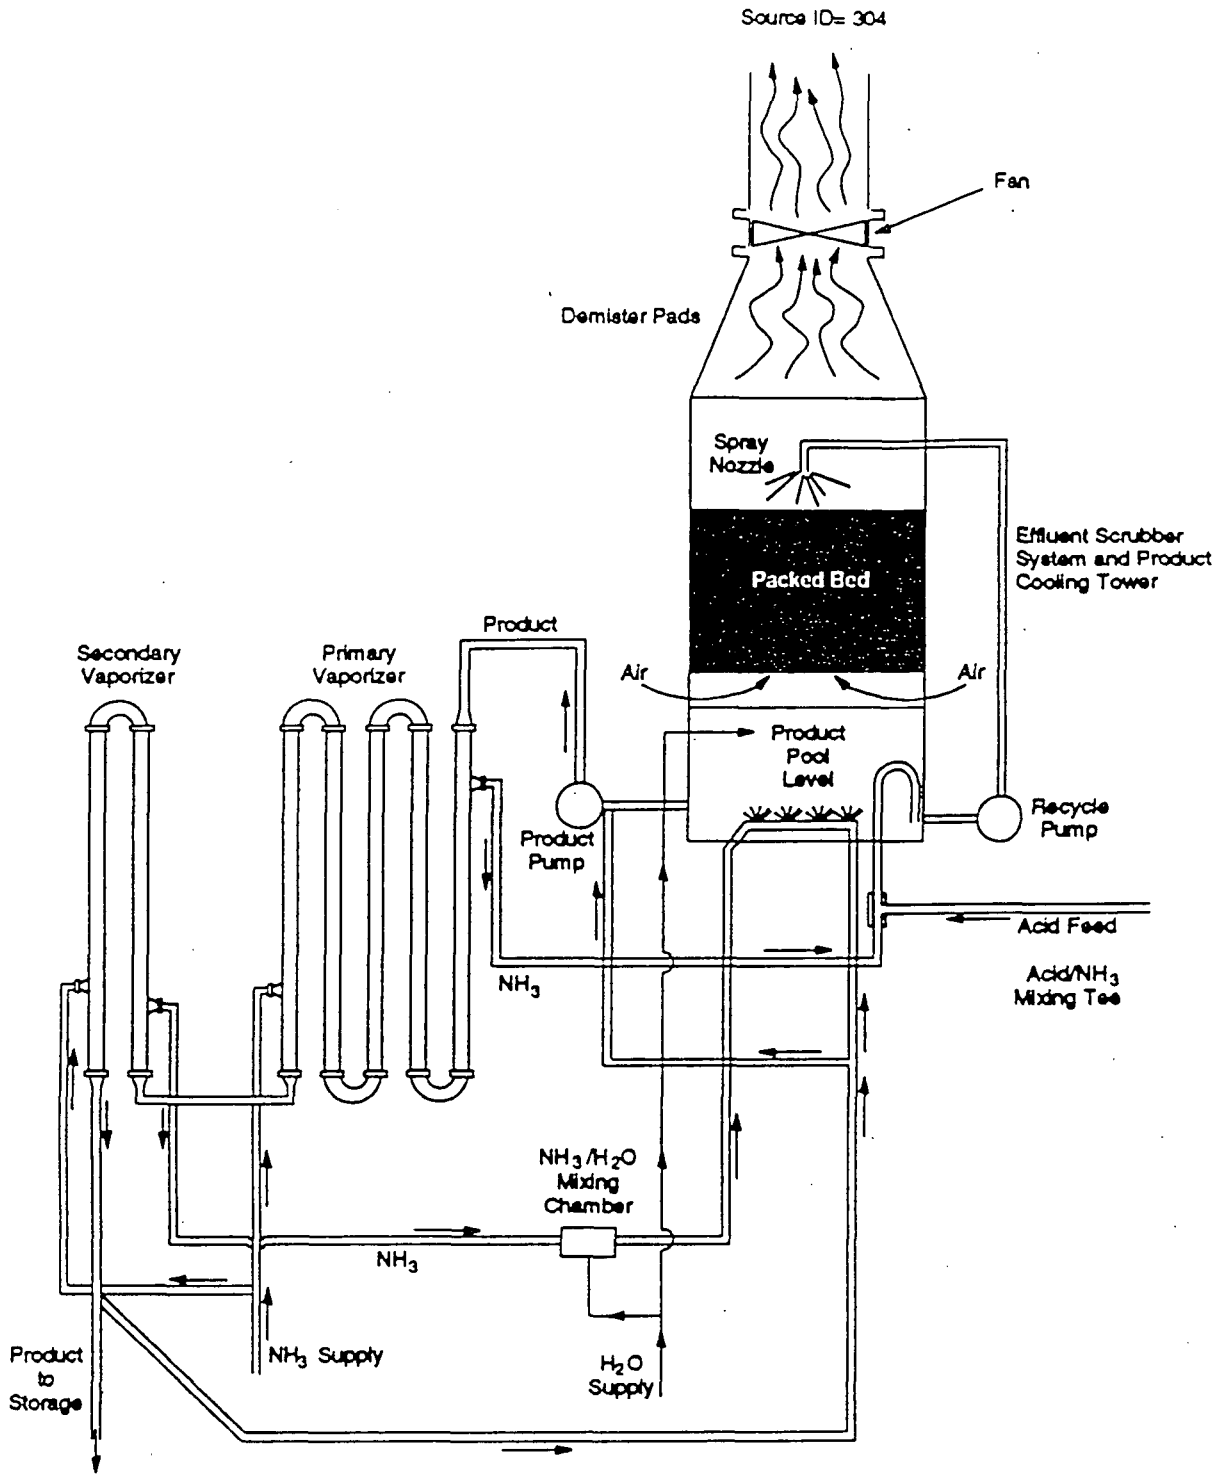 Source ID= 304
Fan
Demister Pads
Spray
Nozzle
Effluent Scrubber
System and Product
Cooling Tower
Packed Bed
Product
Secondary
Vaporizer
Primary
Vaporizer
Air
Air
Product
Pool
Level
Product
Pump
Recycle
Pump
Acid Feed
NH3
Acid/NH3
Mixing Tee
NH3/H2O
Mixing
Chamber
NH3
Product
to
Storage
NH3 Supply
H2O
Supply